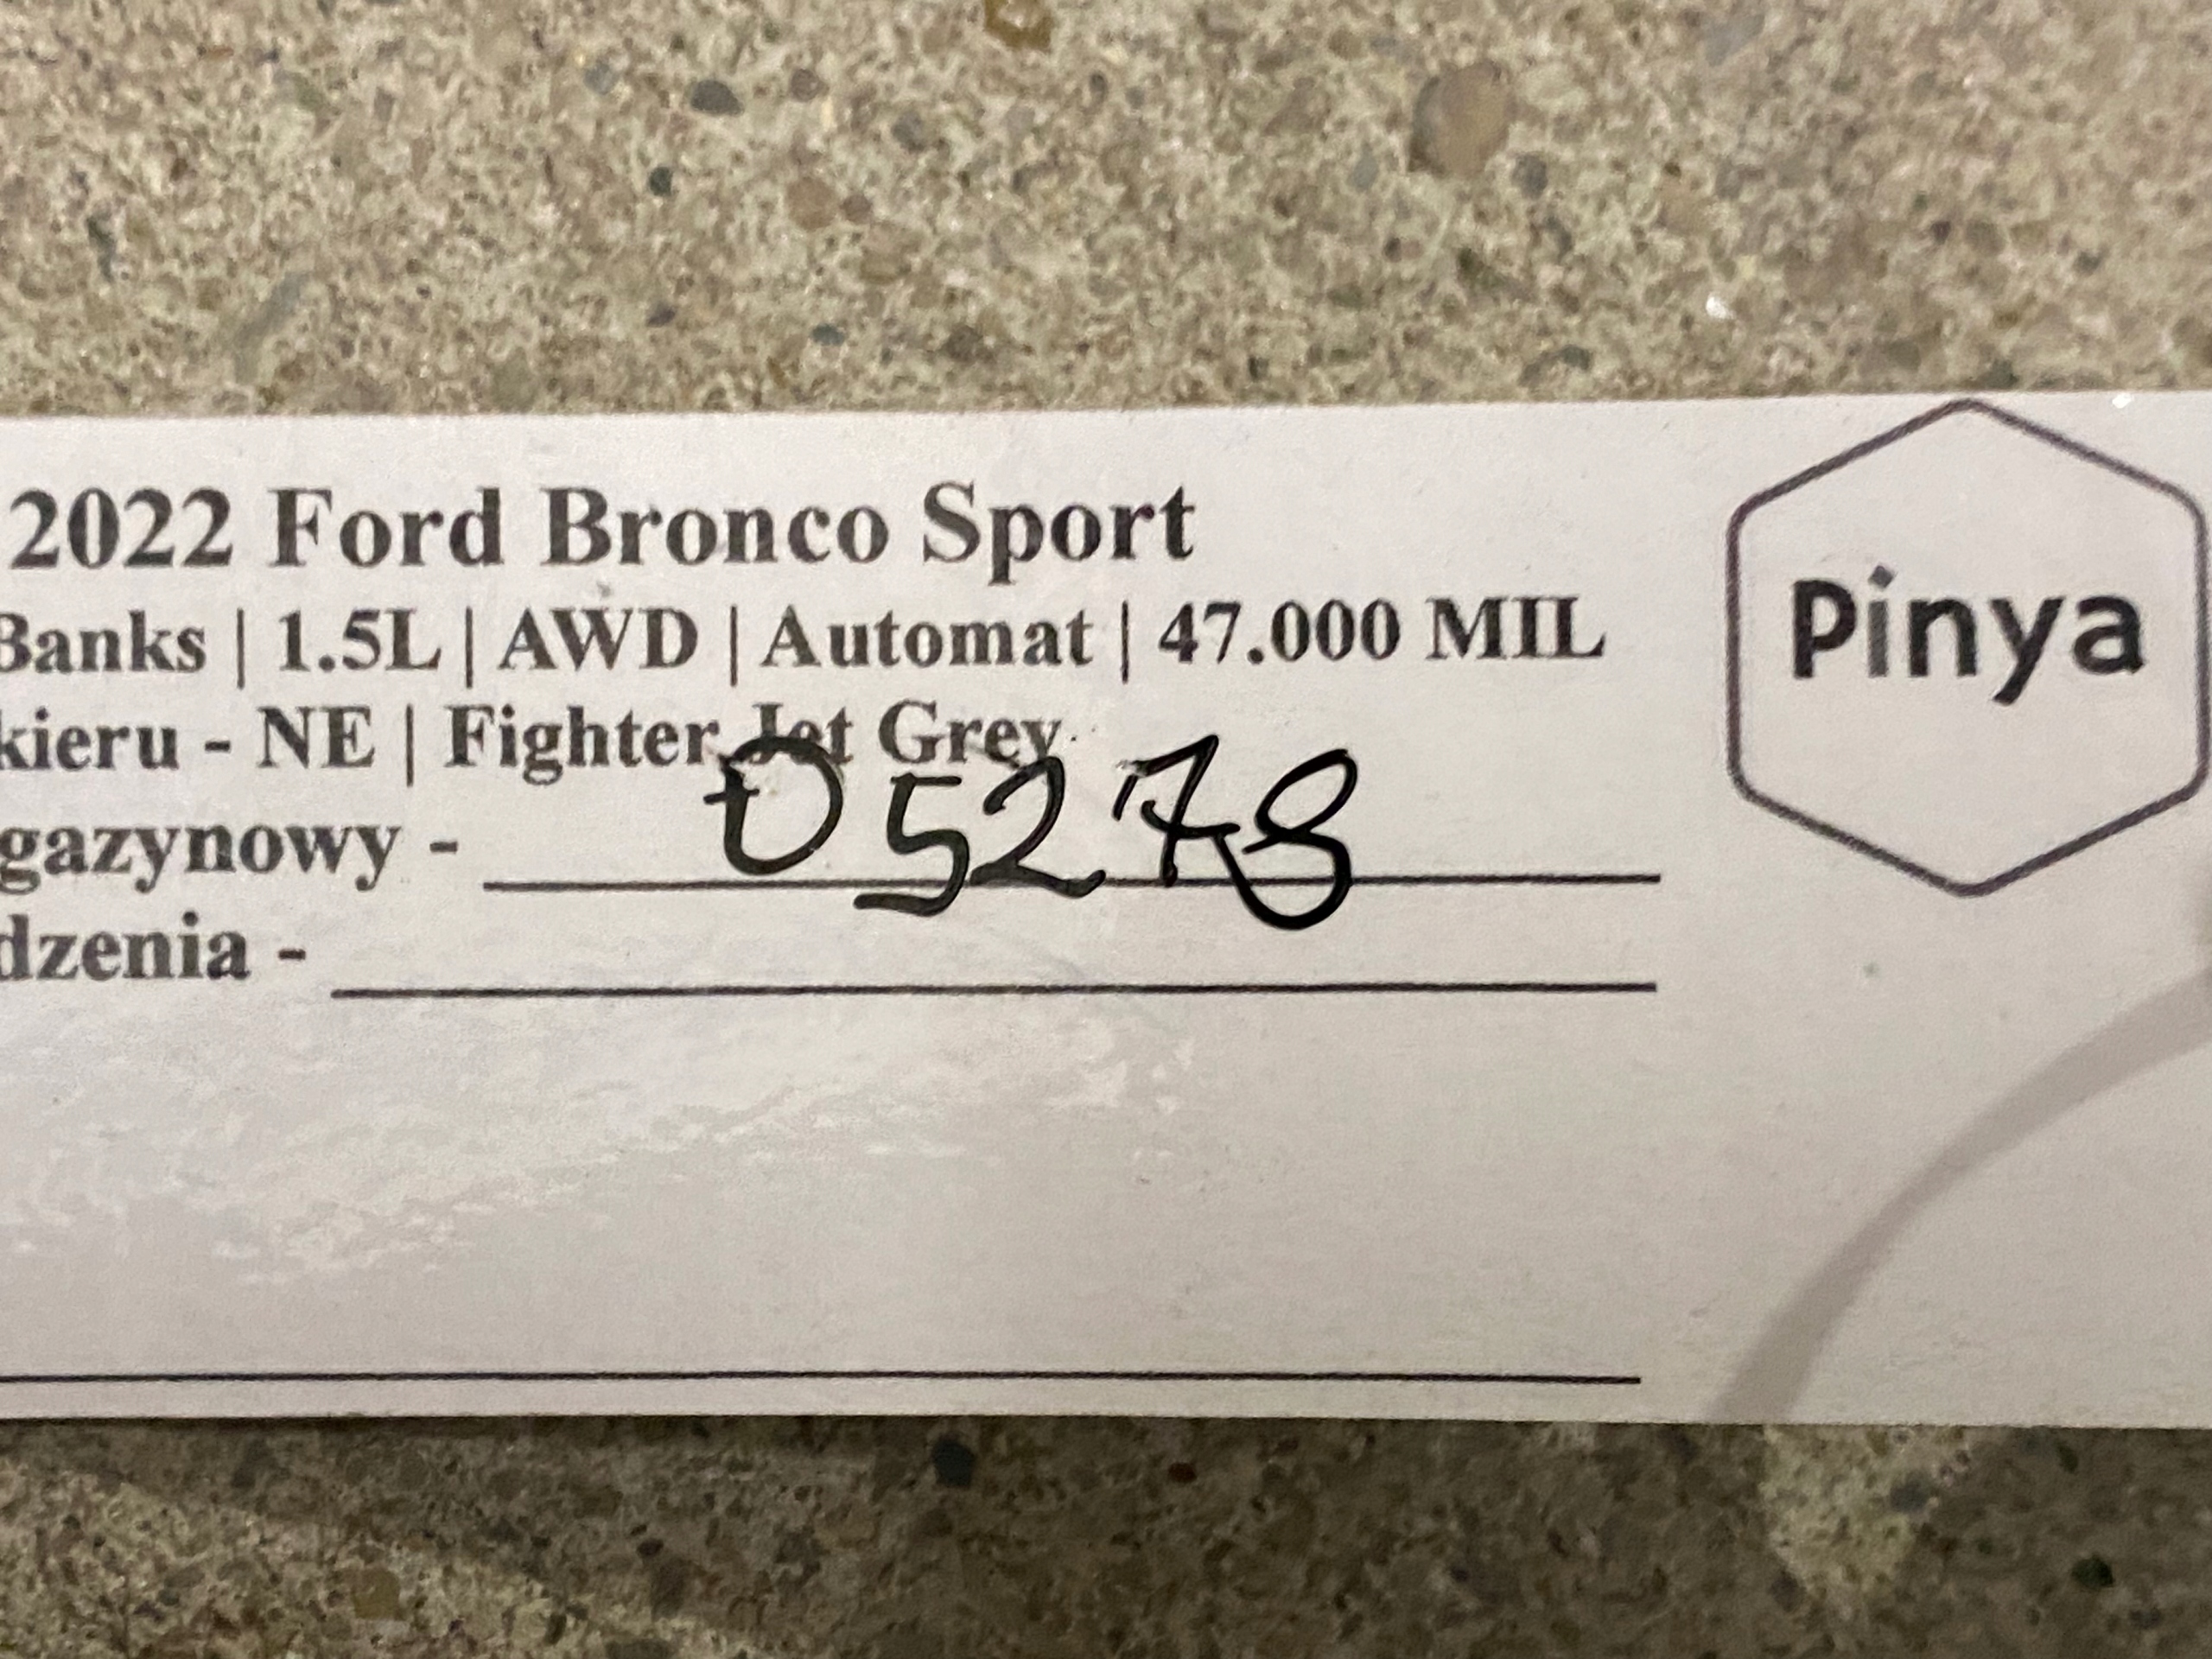 2022 Ford Bronco Sport
Banks | 1.5L | AWD | Automat | 47.000 MIL
kieru - NE | Fighter Jet Grey
gazynowy - 05278
dzenia -
Pinya